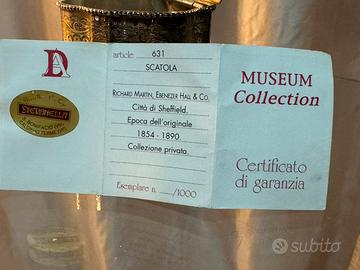 DA
STEVANELLA
article 631
SCATOLA
RICHARD MARTIN, EBENEZER HALL & CO.
Città di Sheffield.
Epoca dell'originale
1854 - 1890.
Collezione privata.
Esemplare n. /1000
MUSEUM
Collection
Certificato
di garanzia
subito